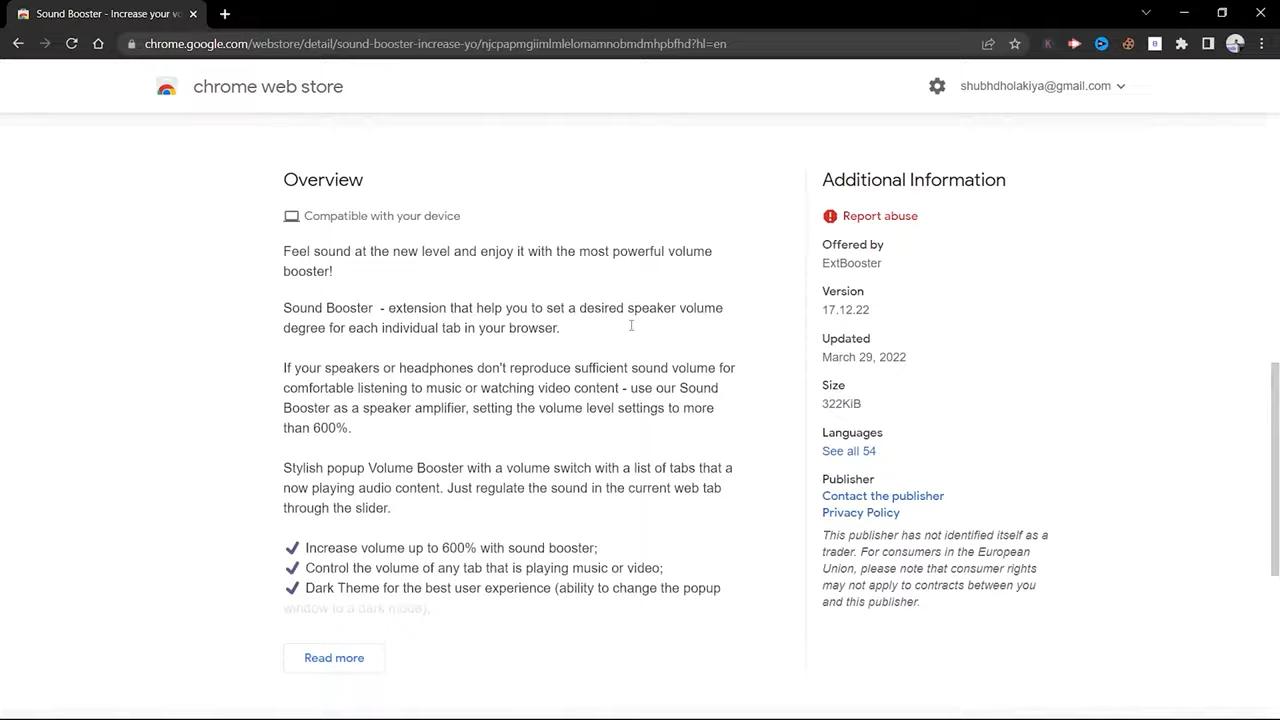 Sound Booster - Increase your vo
chrome.google.com/webstore/detail/sound-booster-increase-yo/njcpapmgiimlmlelomamnobmdmhpbfhd?hl=en
chrome web store
shubhdholakiya@gmail.com
Overview
Compatible with your device
Feel sound at the new level and enjoy it with the most powerful volume
booster!
Sound Booster - extension that help you to set a desired speaker volume
degree for each individual tab in your browser.
If your speakers or headphones don't reproduce sufficient sound volume for
comfortable listening to music or watching video content - use our Sound
Booster as a speaker amplifier, setting the volume level settings to more
than 600%.
Stylish popup Volume Booster with a volume switch with a list of tabs that a
now playing audio content. Just regulate the sound in the current web tab
through the slider.
✔ Increase volume up to 600% with sound booster;
✔ Control the volume of any tab that is playing music or video;
✔ Dark Theme for the best user experience (ability to change the popup
window to a dark mode),
Read more
Additional Information
Report abuse
Offered by
ExtBooster
Version
17.12.22
Updated
March 29, 2022
Size
322KiB
Languages
See all 54
Publisher
Contact the publisher
Privacy Policy
This publisher has not identified itself as a
trader. For consumers in the European
Union, please note that consumer rights
may not apply to contracts between you
and this publisher.